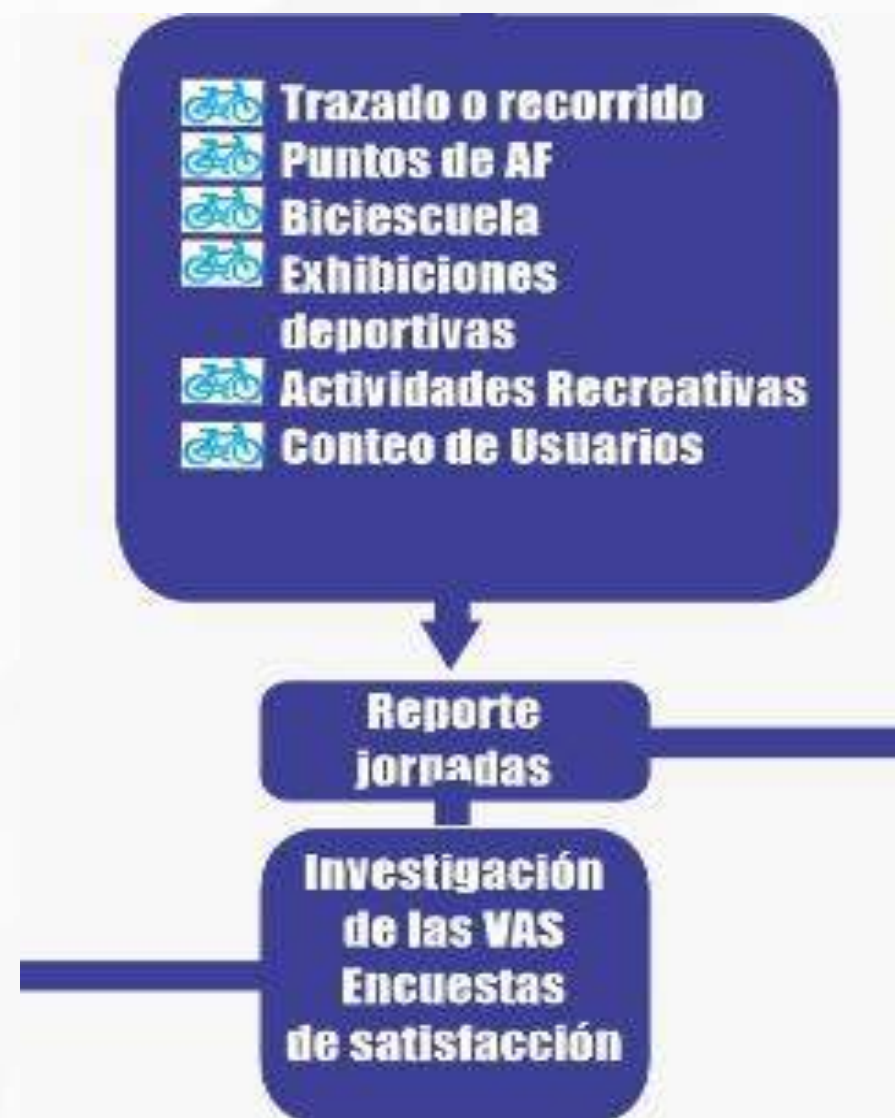 Trazado o recorrido
Puntos de AF
Biciescuela
Exhibiciones
deportivas
Actividades Recreativas
Conteo de Usuarios
Reporte
jornadas
Investigación
de las VAS
Encuestas
de satisfacción